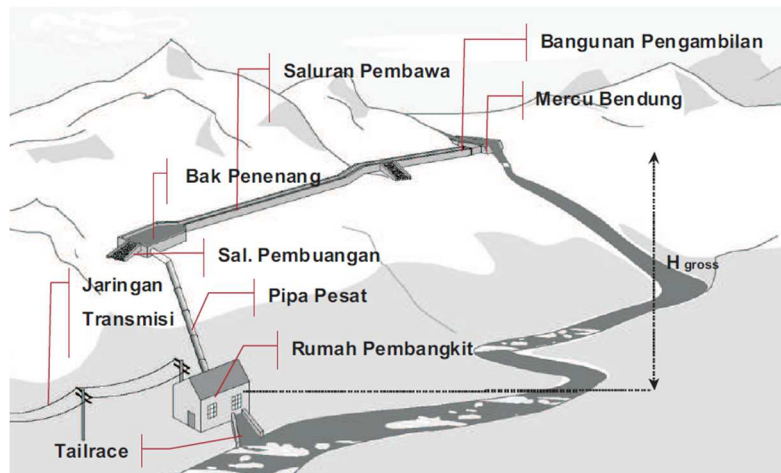 Bangunan Pengambilan
Saluran Pembawa
Mercu Bendung
Bak Penenang
H gross
Sal. Pembuangan
Jaringan
Transmisi
Pipa Pesat
Rumah Pembangkit
Tailrace